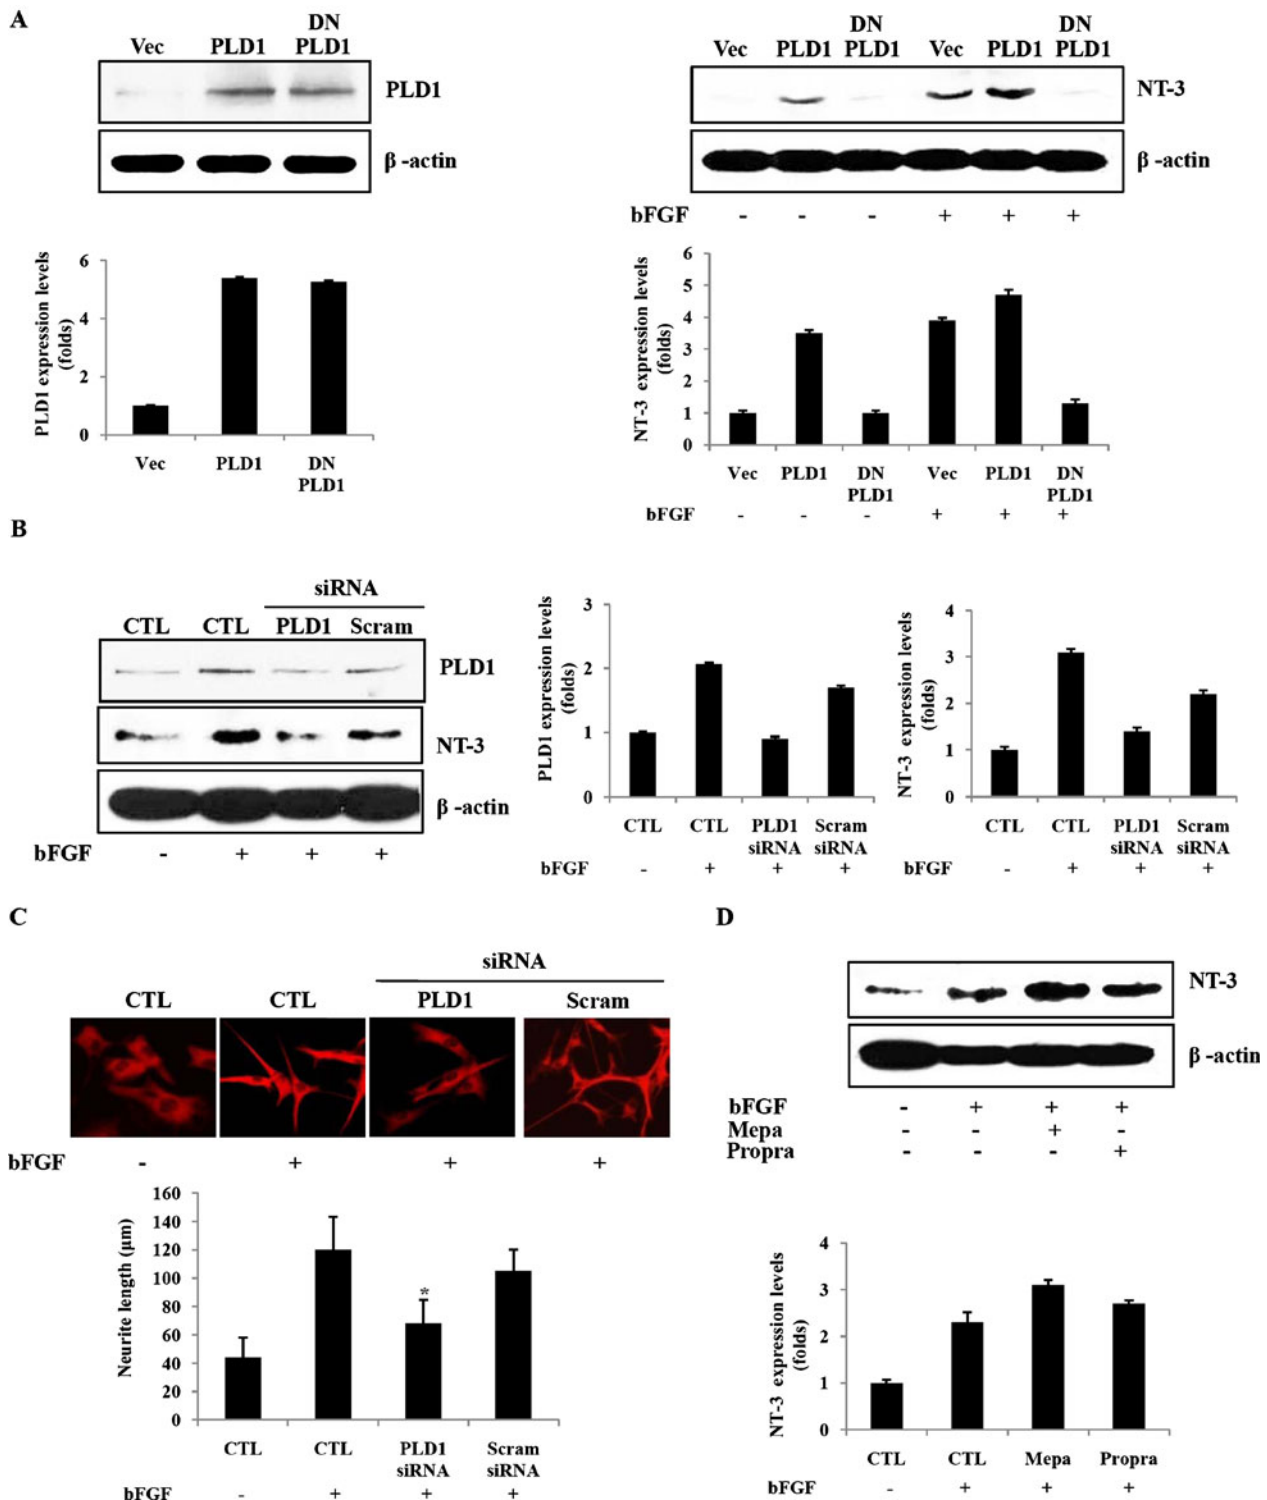 A
Vec PLD1 DN PLD1
PLD1
β -actin
PLD1 expression levels (folds)
6
4
2
0
Vec PLD1 DN PLD1
Vec PLD1 DN PLD1 Vec PLD1 DN PLD1
NT-3
β -actin
bFGF - - - + + +
NT-3 expression levels (folds)
6
5
4
3
2
1
0
Vec PLD1 DN PLD1 Vec PLD1 DN PLD1
bFGF - - - + + +
B
siRNA
CTL CTL PLD1 Scram
PLD1
NT-3
β -actin
bFGF - + + +
PLD1 expression levels (folds)
3
2
1
0
CTL CTL PLD1 siRNA Scram siRNA
bFGF - + + +
NT-3 expression levels (folds)
4
3
2
1
0
CTL CTL PLD1 siRNA Scram siRNA
bFGF - + + +
C
siRNA
CTL CTL PLD1 Scram
bFGF - + + +
Neurite length (μm)
160
140
120
100
80
60
40
20
0
*
CTL CTL PLD1 siRNA Scram siRNA
bFGF - + + +
D
NT-3
β -actin
bFGF - + + +
Mepa - - + -
Propra - - - +
NT-3 expression levels (folds)
4
3
2
1
0
CTL CTL Mepa Propra
bFGF - + + +